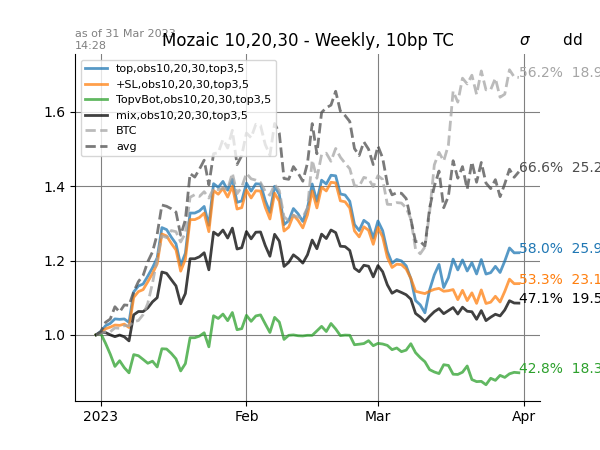 as of 31 Mar 2023
14:28
Mozaic 10,20,30 - Weekly, 10bp TC
σ dd
top,obs10,20,30,top3,5
+SL,obs10,20,30,top3,5
TopvBot,obs10,20,30,top3,5
mix,obs10,20,30,top3,5
BTC
avg
56.2% 18.9
1.6
66.6% 25.2
1.4
58.0% 25.9
1.2
53.3% 23.1
47.1% 19.5
1.0
42.8% 18.3
2023 Feb Mar Apr